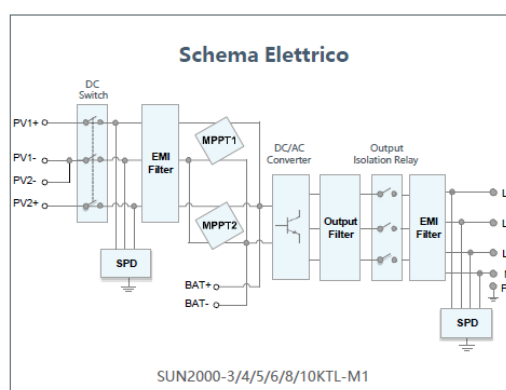 Schema Elettrico
DC
Switch
PV1+
PV1-
PV2-
PV2+
EMI
Filter
MPPT1
MPPT2
SPD
BAT+
BAT-
DC/AC
Converter
Output
Filter
Output
Isolation Relay
EMI
Filter
L
L
L
SPD
SUN2000-3/4/5/6/8/10KTL-M1